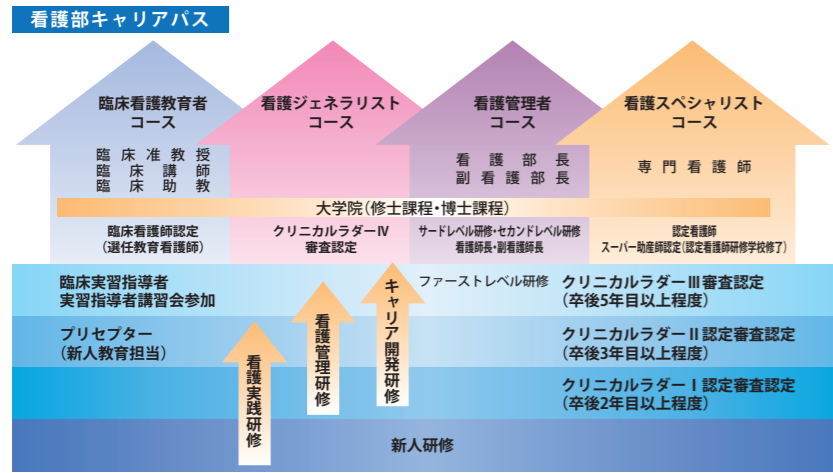 看護部キャリアパス
臨床看護教育者
コース
看護ジェネラリスト
コース
看護管理者
コース
看護スペシャリスト
コース
臨床准教授
臨床講師
臨床助教
看護部長
副看護部長
専門看護師
大学院(修士課程・博士課程)
臨床看護師認定
(選任教育看護師)
クリニカルラダーⅣ
審査認定
サードレベル研修・セカンドレベル研修
看護師長・副看護師長
認定看護師
スーパー助産師認定(認定看護師研修学校修了)
臨床実習指導者
実習指導者講習会参加
ファーストレベル研修
クリニカルラダーⅢ審査認定
(卒後5年目以上程度)
プリセプター
(新人教育担当)
クリニカルラダーⅡ認定審査認定
(卒後3年目以上程度)
クリニカルラダーⅠ認定審査認定
(卒後2年目以上程度)
看護実践研修
看護管理研修
キャリア開発研修
新人研修